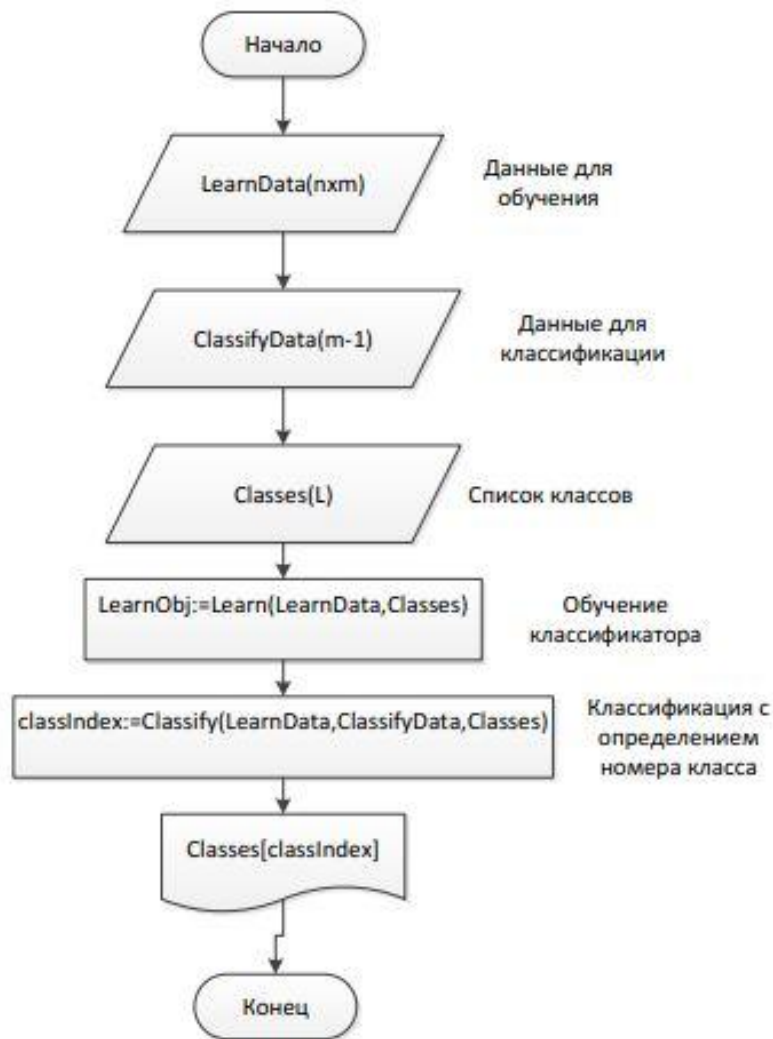 Начало
LearnData(nxm)
Данные для
обучения
ClassifyData(m-1)
Данные для
классификации
Classes(L)
Список классов
LearnObj:=Learn(LearnData,Classes)
Обучение
классификатора
classIndex:=Classify(LearnData,ClassifyData,Classes)
Классификация с
определением
номера класса
Classes[classIndex]
Конец